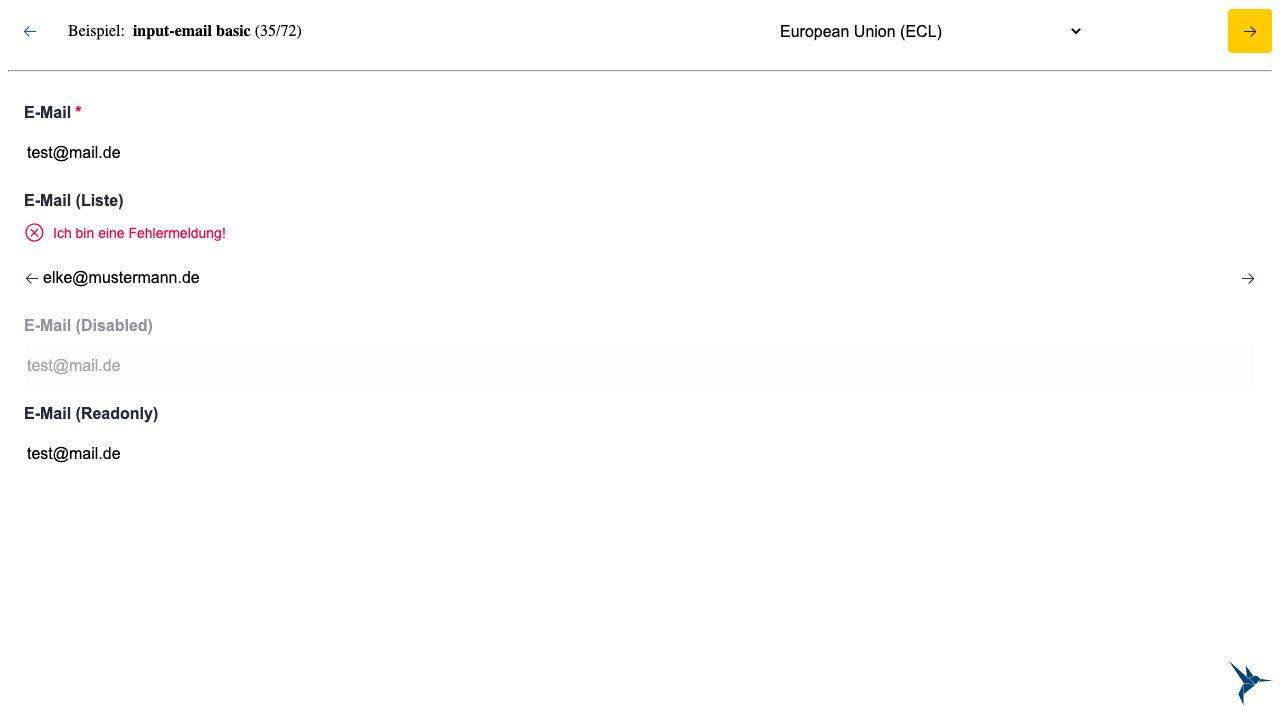 Beispiel: input-email basic (35/72)
European Union (ECL)
E-Mail *
test@mail.de
E-Mail (Liste)
Ich bin eine Fehlermeldung!
elke@mustermann.de
E-Mail (Disabled)
test@mail.de
E-Mail (Readonly)
test@mail.de